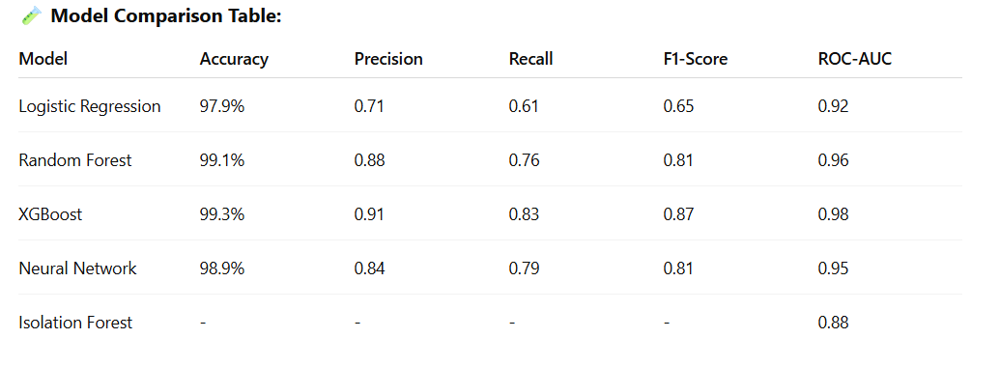 🧪 Model Comparison Table:
Model Accuracy Precision Recall F1-Score ROC-AUC
Logistic Regression 97.9% 0.71 0.61 0.65 0.92
Random Forest 99.1% 0.88 0.76 0.81 0.96
XGBoost 99.3% 0.91 0.83 0.87 0.98
Neural Network 98.9% 0.84 0.79 0.81 0.95
Isolation Forest - - - - 0.88